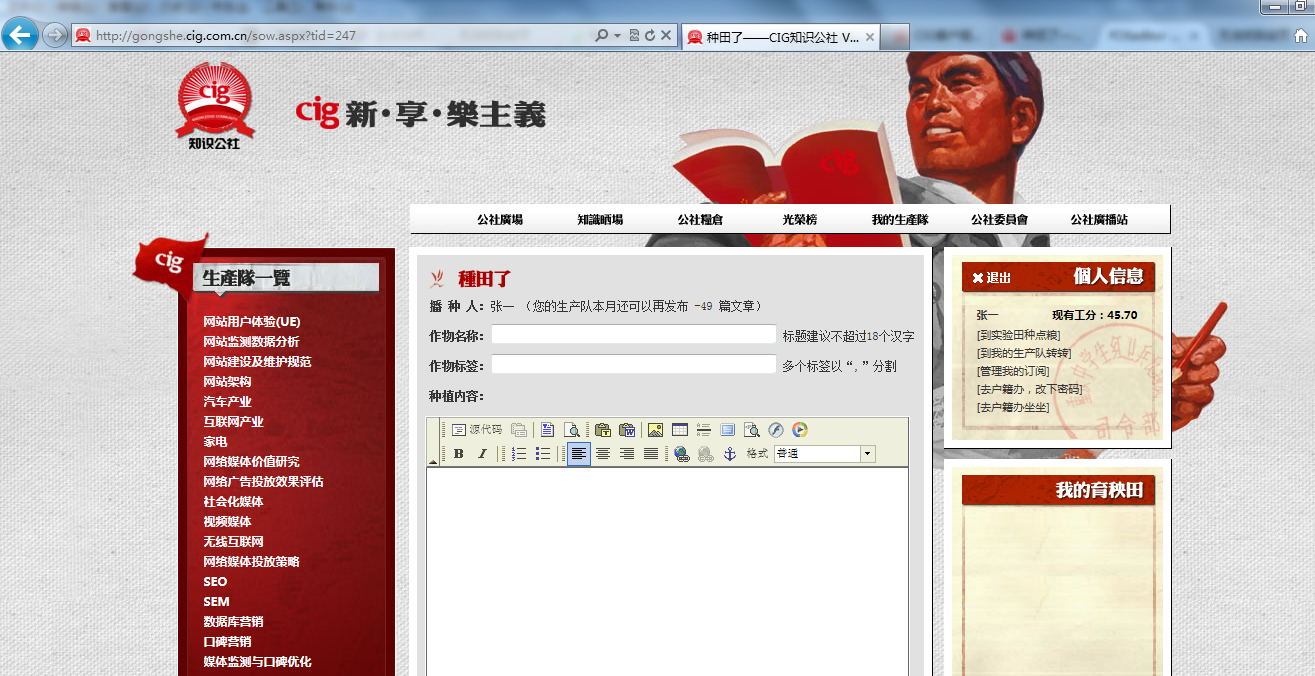 http://gongshe.cig.com.cn/sow.aspx?tid=247
种田了——CIG知识公社 V...
cig
知识公社
cig 新·享·樂主義
cig
公社廣場
知識晒場
公社糧倉
光榮榜
我的生產隊
公社委員會
公社廣播站
cig
生產隊一覽
网站用户体验(UE)
网站监测数据分析
网站建设及维护规范
网站架构
汽车产业
互联网产业
家电
网络媒体价值研究
网络广告投放效果评估
社会化媒体
视频媒体
无线互联网
网络媒体投放策略
SEO
SEM
数据库营销
口碑营销
媒体监测与口碑优化
種田了
播 种 人：张一 （您的生产队本月还可以再发布 -49 篇文章）
作物名称： 标题建议不超过18个汉字
作物标签： 多个标签以“，”分割
种植内容：
源代码
B I
格式 普通
退出 個人信息
张一 现有工分：45.70
[到实验田种点粮]
[到我的生产队转转]
[管理我的订阅]
[去户籍办，改下密码]
[去户籍办坐坐]
司令部
我的育秧田